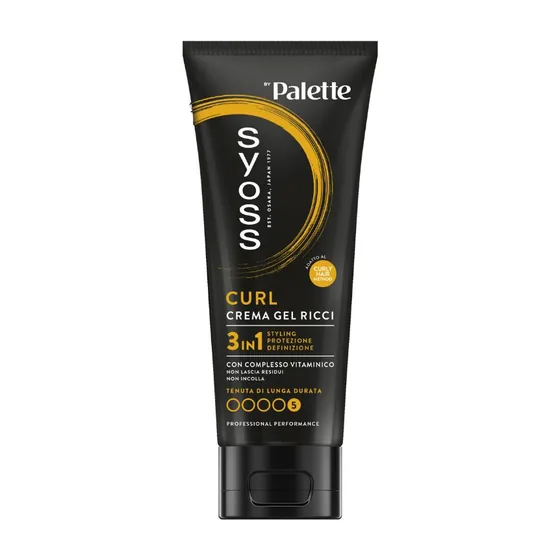 BY Palette
syoss
EST. OSAKA, JAPAN 1977
ADATTO AL
CURLY
HAIR
METHOD
CURL
CREMA GEL RICCI
3IN1 STYLING
PROTEZIONE
DEFINIZIONE
CON COMPLESSO VITAMINICO
NON LASCIA RESIDUI
NON INCOLLA
TENUTA DI LUNGA DURATA
5
PROFESSIONAL PERFORMANCE